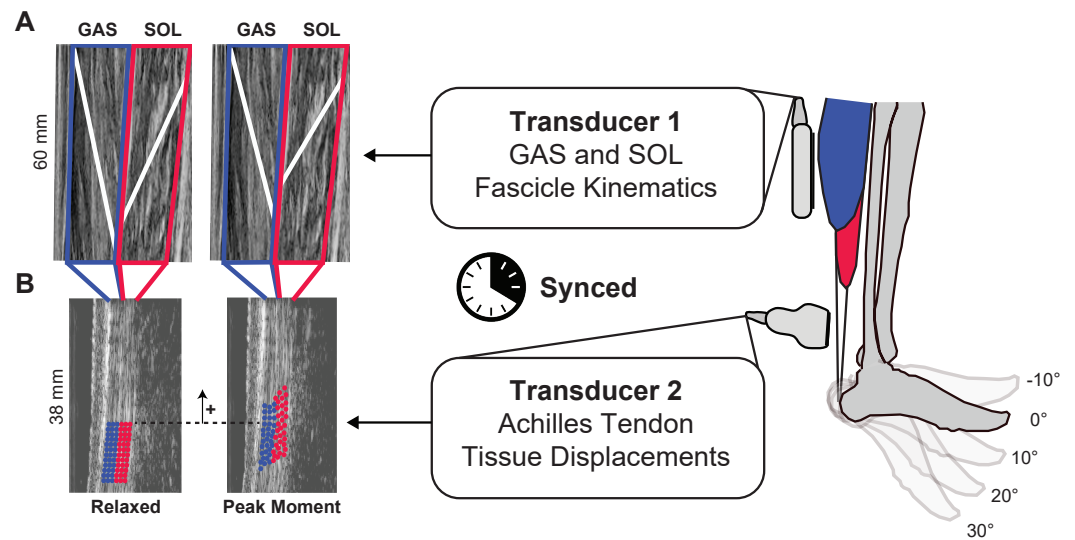 A
GAS SOL
GAS SOL
60 mm
Transducer 1
GAS and SOL
Fascicle Kinematics
B
Synced
38 mm
+
Transducer 2
Achilles Tendon
Tissue Displacements
Relaxed
Peak Moment
-10°
0°
10°
20°
30°